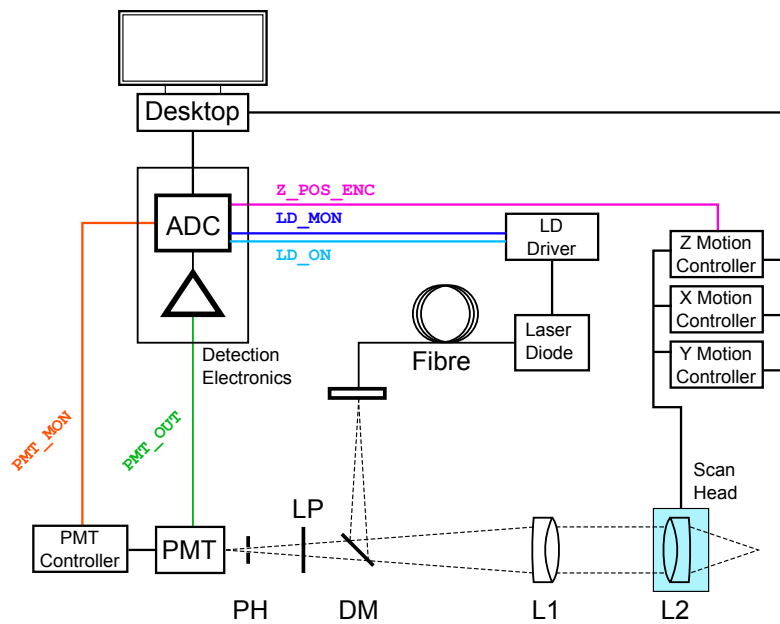 Desktop
Z_POS_ENC
ADC
LD_MON
LD_ON
LD
Driver
Z Motion
Controller
X Motion
Controller
Y Motion
Controller
Laser
Diode
Fibre
Detection
Electronics
PMT_MON
PMT_OUT
Scan
Head
LP
PMT
Controller
PMT
PH
DM
L1
L2